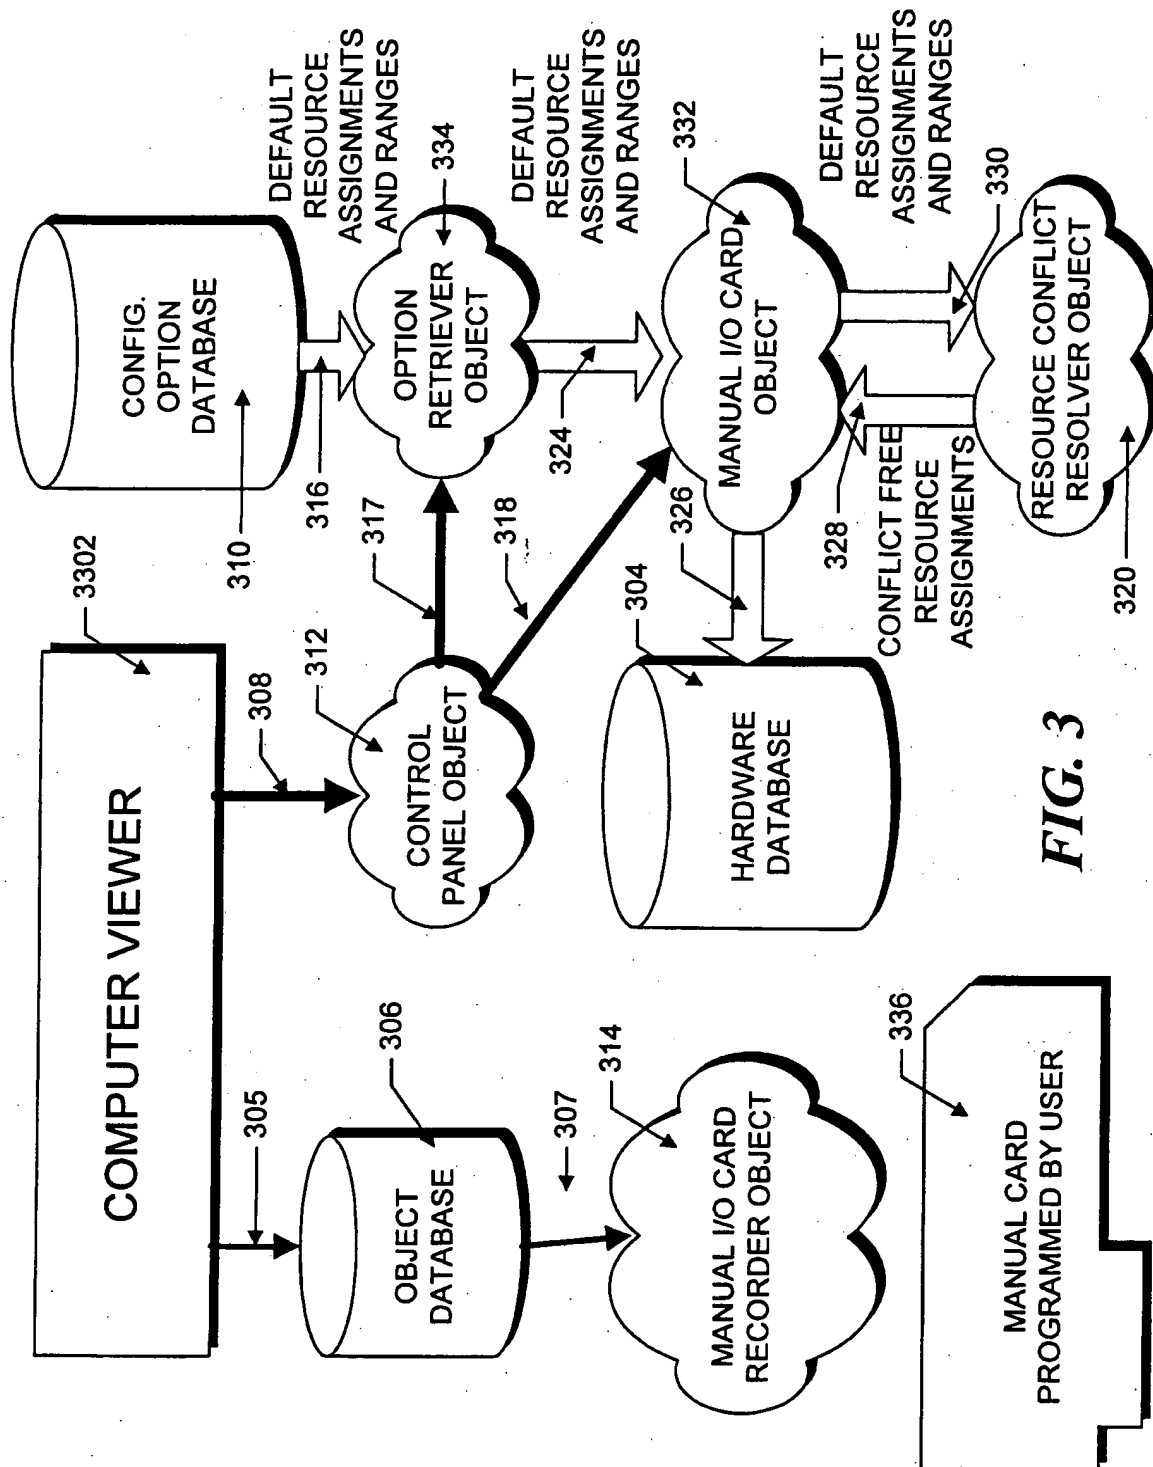 COMPUTER VIEWER
3302
305
308
310
CONFIG.
OPTION
DATABASE
316
DEFAULT
RESOURCE
ASSIGNMENTS
AND RANGES
OBJECT
DATABASE
306
CONTROL
PANEL OBJECT
312
317
318
OPTION
RETRIEVER
OBJECT
334
324
DEFAULT
RESOURCE
ASSIGNMENTS
AND RANGES
307
MANUAL I/O CARD
RECORDER OBJECT
314
HARDWARE
DATABASE
304
326
MANUAL I/O CARD
OBJECT
332
328
CONFLICT FREE
RESOURCE
ASSIGNMENTS
DEFAULT
RESOURCE
ASSIGNMENTS
AND RANGES
330
MANUAL CARD
PROGRAMMED BY USER
336
RESOURCE CONFLICT
RESOLVER OBJECT
320
FIG. 3